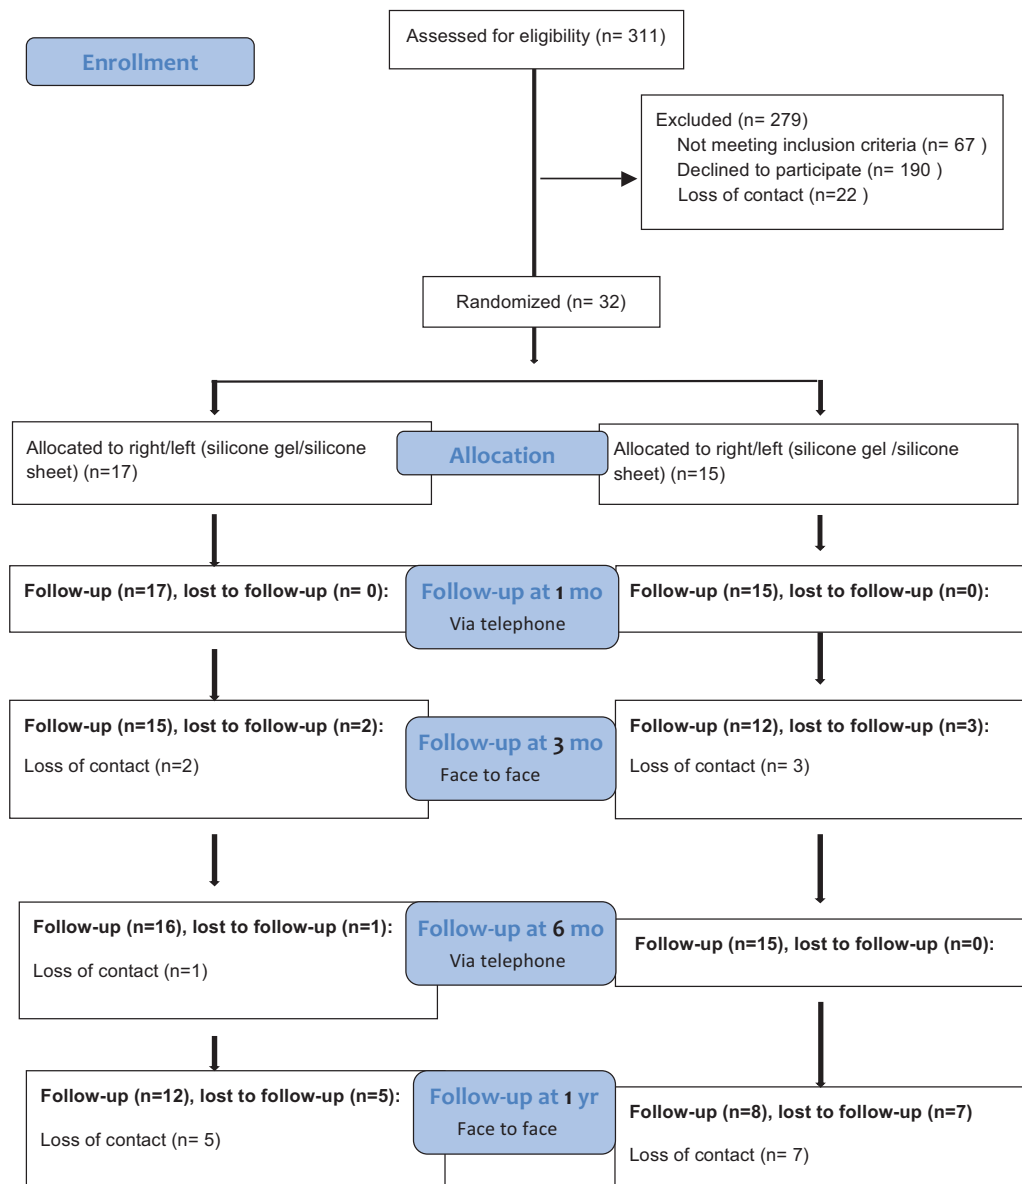 Assessed for eligibility (n= 311)
Enrollment
Excluded (n= 279)
Not meeting inclusion criteria (n= 67 )
Declined to participate (n= 190 )
Loss of contact (n=22 )
Randomized (n= 32)
Allocated to right/left (silicone gel/silicone
sheet) (n=17)
Allocation
Allocated to right/left (silicone gel /silicone
sheet) (n=15)
Follow-up (n=17), lost to follow-up (n= 0):
Follow-up at 1 mo
Via telephone
Follow-up (n=15), lost to follow-up (n=0):
Follow-up (n=15), lost to follow-up (n=2):
Loss of contact (n=2)
Follow-up at 3 mo
Face to face
Follow-up (n=12), lost to follow-up (n=3):
Loss of contact (n= 3)
Follow-up (n=16), lost to follow-up (n=1):
Loss of contact (n=1)
Follow-up at 6 mo
Via telephone
Follow-up (n=15), lost to follow-up (n=0):
Follow-up (n=12), lost to follow-up (n=5):
Loss of contact (n= 5)
Follow-up at 1 yr
Face to face
Follow-up (n=8), lost to follow-up (n=7)
Loss of contact (n= 7)